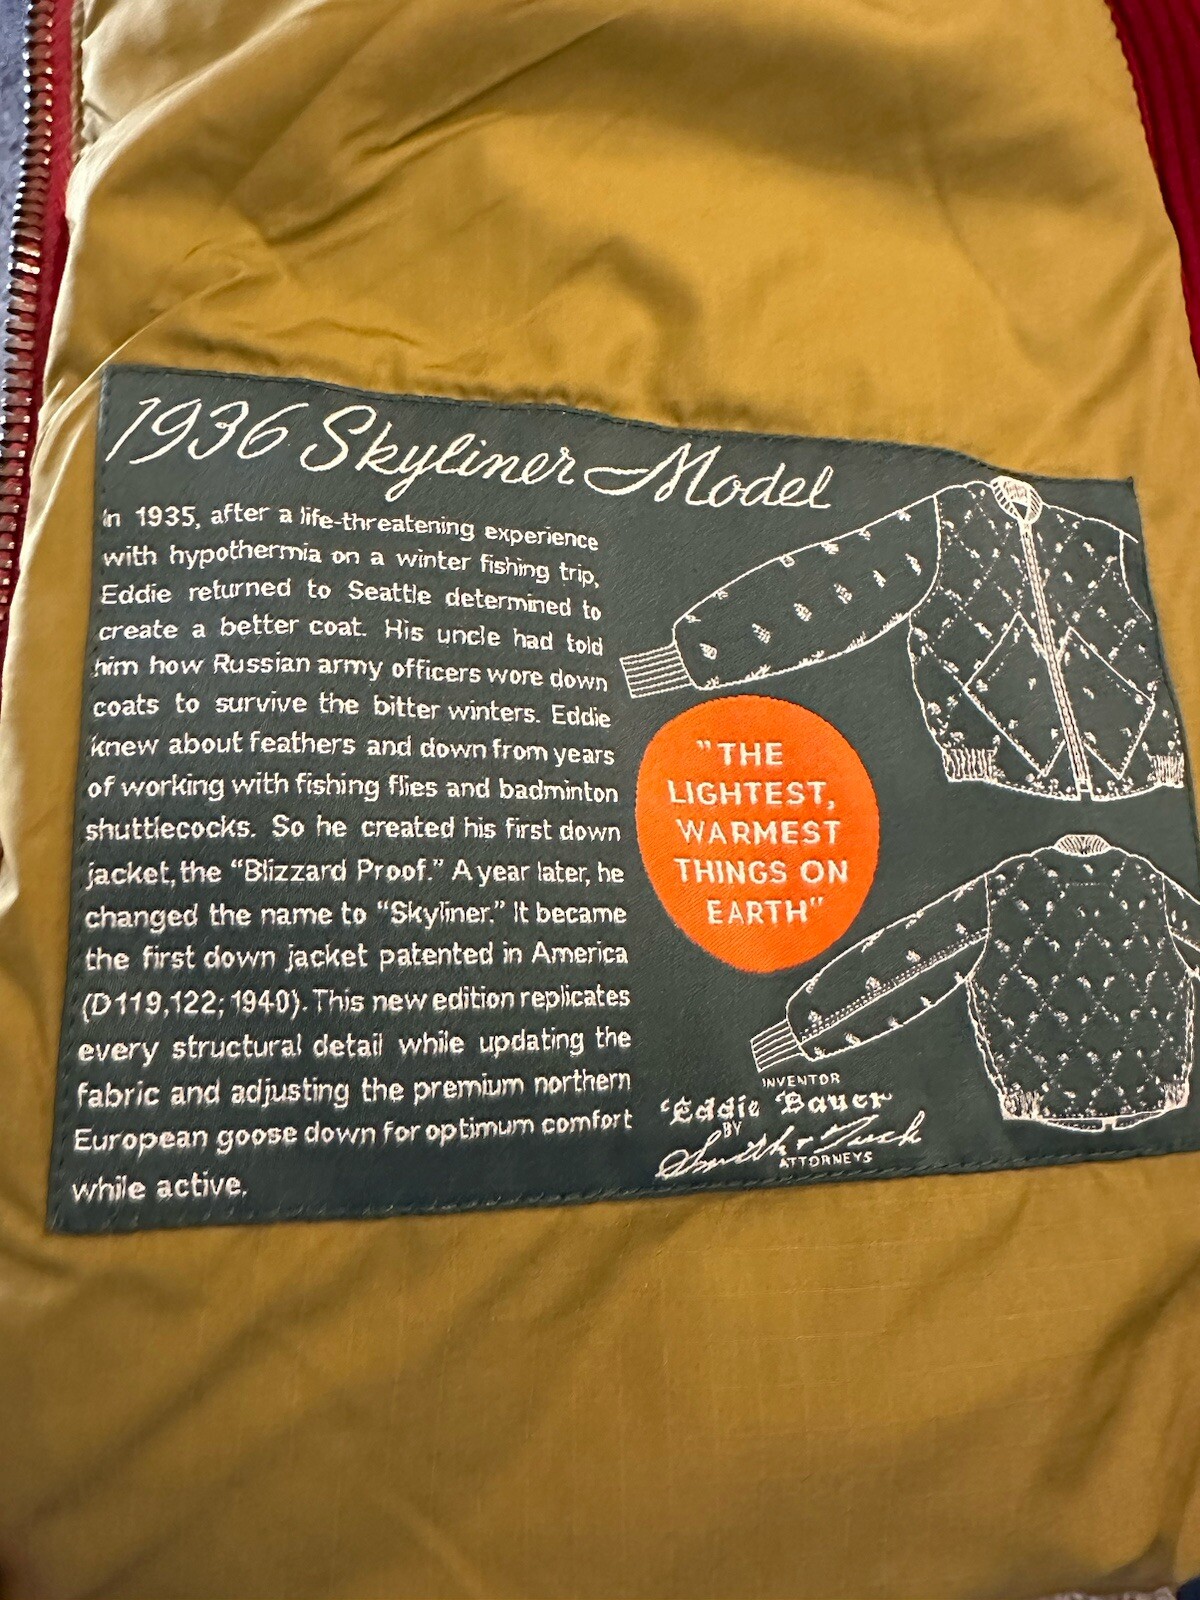 1936 Skyliner Model
In 1935, after a life-threatening experience
with hypothermia on a winter fishing trip,
Eddie returned to Seattle determined to
create a better coat. His uncle had told
him how Russian army officers wore down
coats to survive the bitter winters. Eddie
knew about feathers and down from years
of working with fishing flies and badminton
shuttlecocks. So he created his first down
jacket, the “Blizzard Proof.” A year later, he
changed the name to “Skyliner.” It became
the first down jacket patented in America
(D119,122; 1940). This new edition replicates
every structural detail while updating the
fabric and adjusting the premium northern
European goose down for optimum comfort
while active.
"THE
LIGHTEST,
WARMEST
THINGS ON
EARTH"
INVENTOR
Eddie Bauer
BY
Smith & Tuck
ATTORNEYS